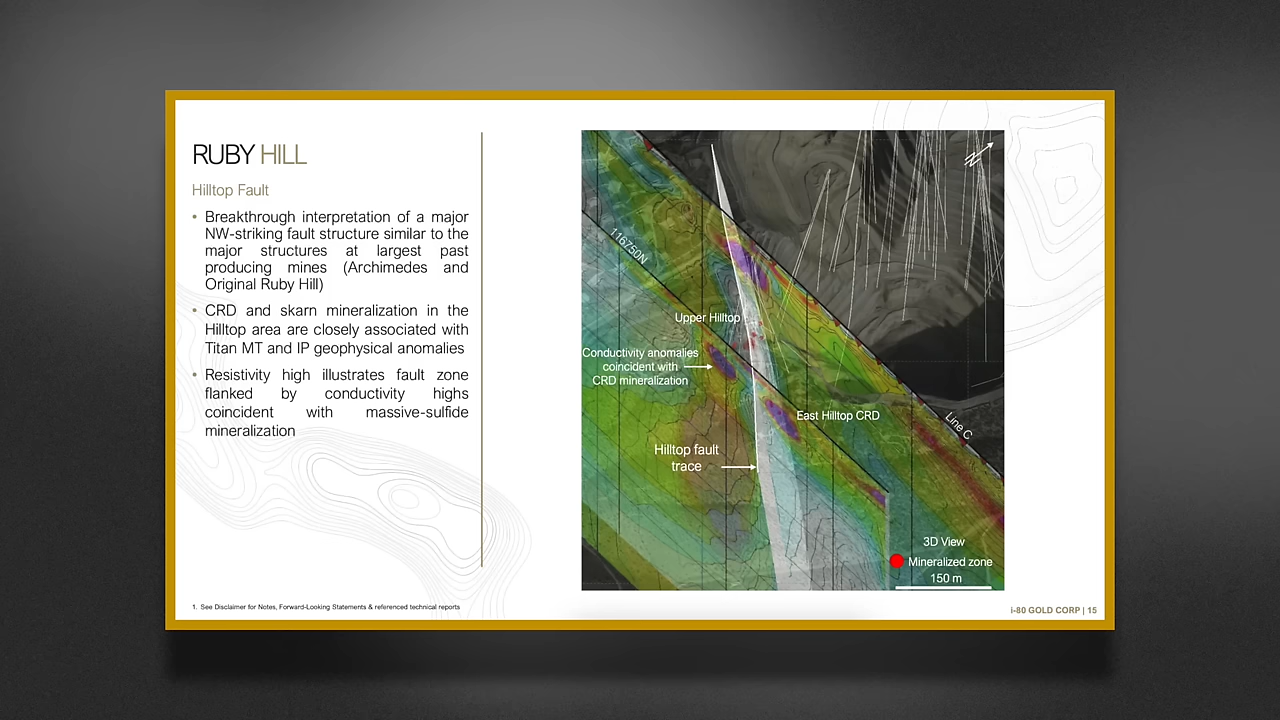 RUBY HILL
Hilltop Fault
• Breakthrough interpretation of a major
NW-striking fault structure similar to the
major structures at largest past
producing mines (Archimedes and
Original Ruby Hill)
• CRD and skarn mineralization in the
Hilltop area are closely associated with
Titan MT and IP geophysical anomalies
• Resistivity high illustrates fault zone
flanked by conductivity highs
coincident with massive-sulfide
mineralization
116750N
Upper Hilltop
Conductivity anomalies
coincident with
CRD mineralization
East Hilltop CRD
Line C
Hilltop fault
trace
N
3D View
Mineralized zone
150 m
1. See Disclaimer for Notes, Forward-Looking Statements & referenced technical reports
i-80 GOLD CORP | 15